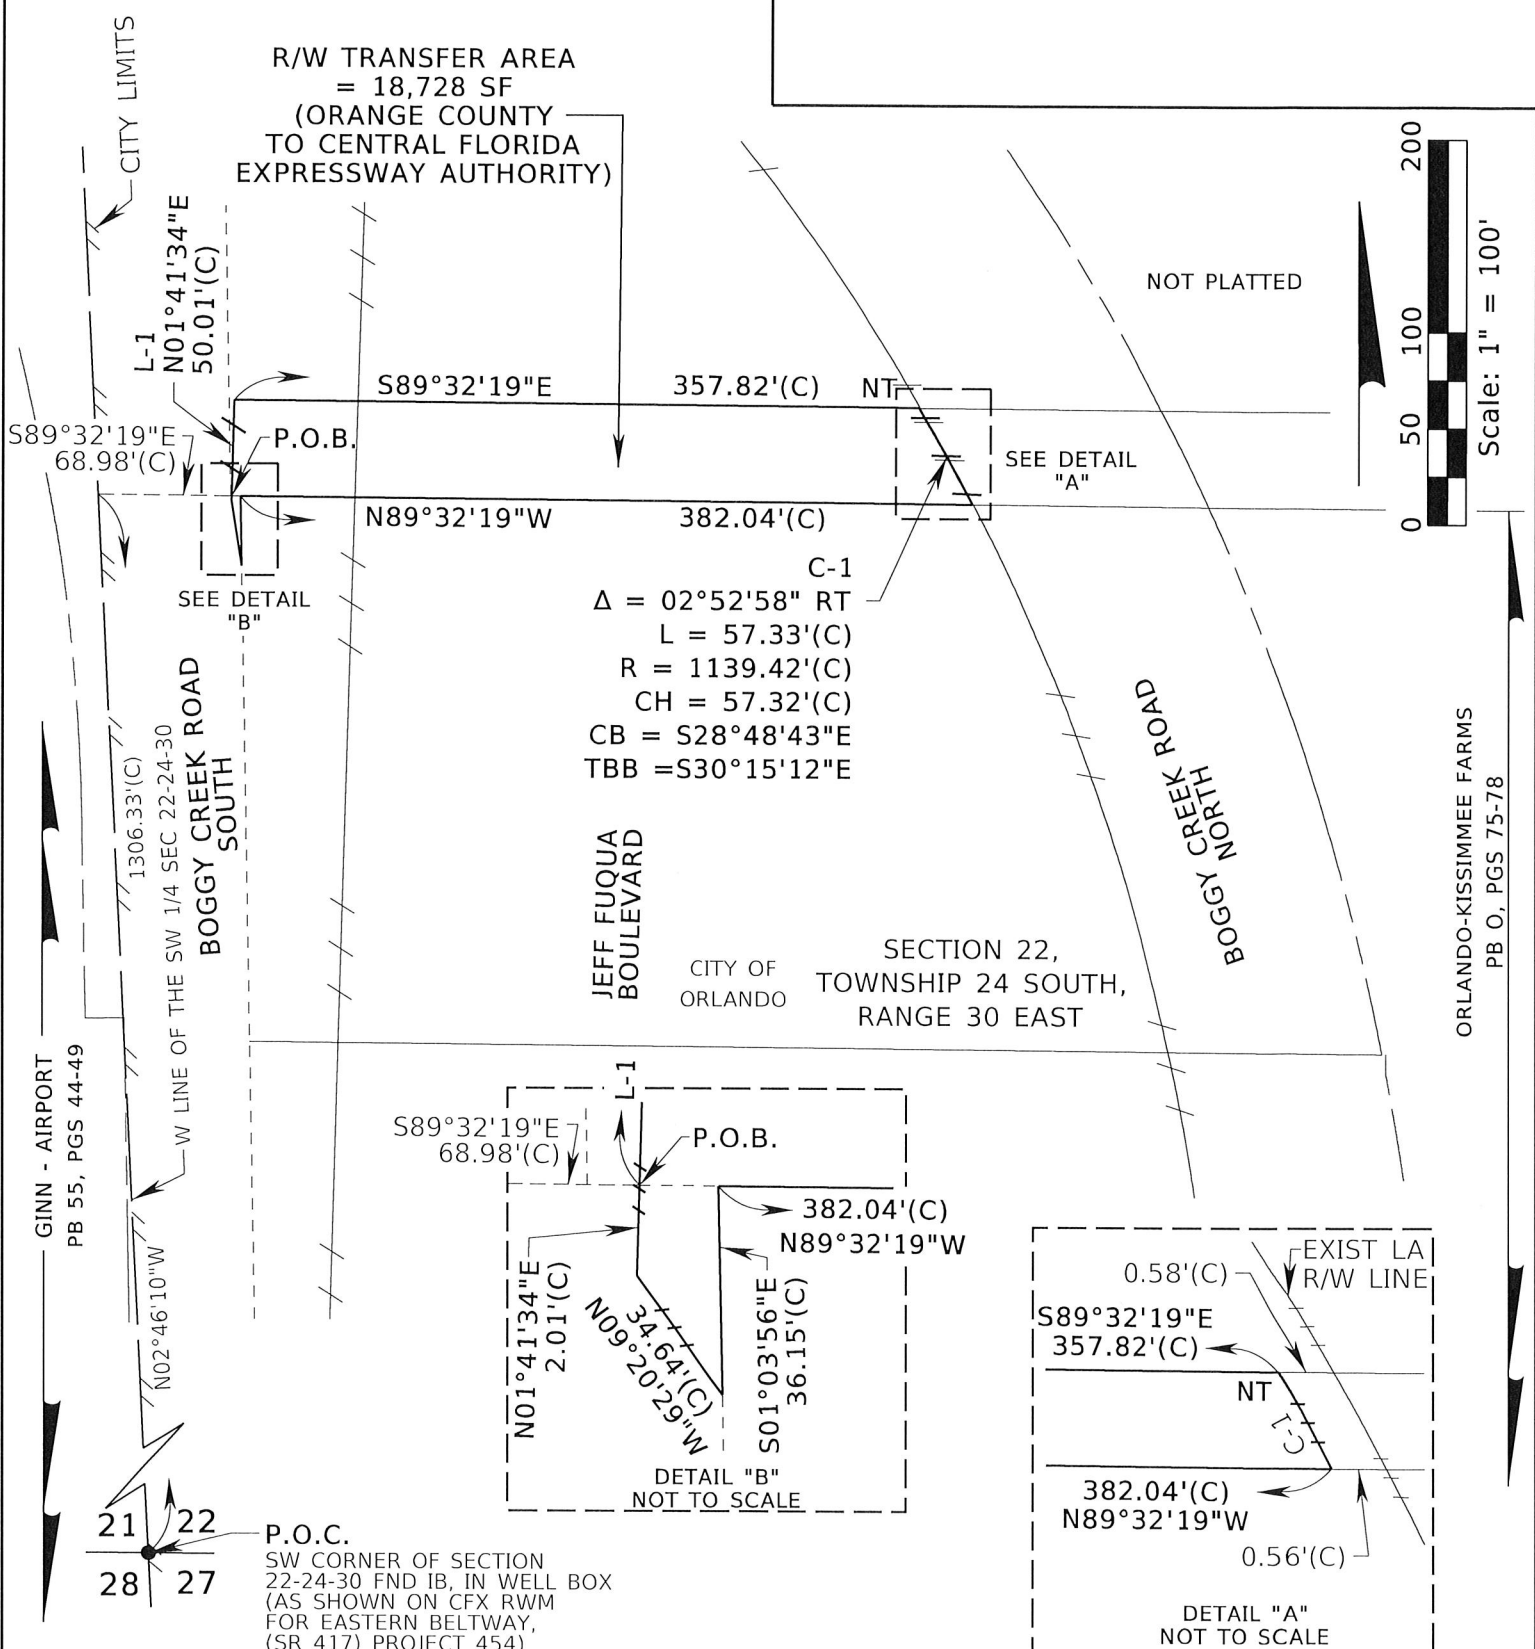 CITY LIMITS
R/W TRANSFER AREA
= 18,728 SF
(ORANGE COUNTY
TO CENTRAL FLORIDA
EXPRESSWAY AUTHORITY)
L-1
N01°41'34"E
50.01'(C)
S89°32'19"E
68.98'(C)
P.O.B.
S89°32'19"E 357.82'(C) NT
N89°32'19"W 382.04'(C)
SEE DETAIL
"A"
SEE DETAIL
"B"
NOT PLATTED
0 50 100 200
Scale: 1" = 100'
C-1
Δ = 02°52'58" RT
L = 57.33'(C)
R = 1139.42'(C)
CH = 57.32'(C)
CB = S28°48'43"E
TBB =S30°15'12"E
1306.33'(C)
W LINE OF THE SW 1/4 SEC 22-24-30
BOGGY CREEK ROAD
SOUTH
JEFF FUQUA
BOULEVARD
CITY OF
ORLANDO
SECTION 22,
TOWNSHIP 24 SOUTH,
RANGE 30 EAST
BOGGY CREEK ROAD
NORTH
ORLANDO-KISSIMMEE FARMS
PB O, PGS 75-78
GINN - AIRPORT
PB 55, PGS 44-49
N02°46'10"W
L-1
S89°32'19"E
68.98'(C)
P.O.B.
382.04'(C)
N89°32'19"W
N01°41'34"E
2.01'(C)
34.64'(C)
N09°20'29"W
S01°03'56"E
36.15'(C)
DETAIL "B"
NOT TO SCALE
EXIST LA
R/W LINE
0.58'(C)
S89°32'19"E
357.82'(C)
NT
C-1
382.04'(C)
N89°32'19"W
0.56'(C)
DETAIL "A"
NOT TO SCALE
21 22
28 27
P.O.C.
SW CORNER OF SECTION
22-24-30 FND IB, IN WELL BOX
(AS SHOWN ON CFX RWM
FOR EASTERN BELTWAY,
(SR 417) PROJECT 454)